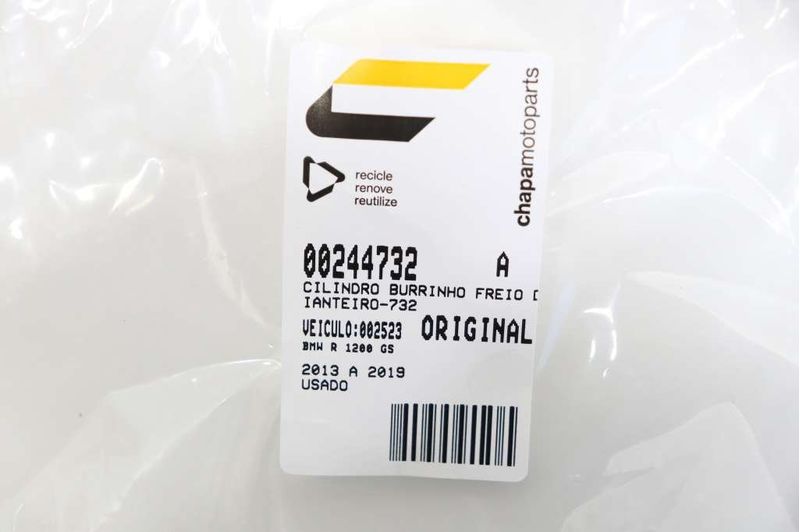 chapamotoparts
recicle
renove
reutilize
00244732 A
CILINDRO BURRINHO FREIO D
IANTEIRO-732
VEICULO:002523 ORIGINAL
BMW R 1200 GS
2013 A 2019
USADO